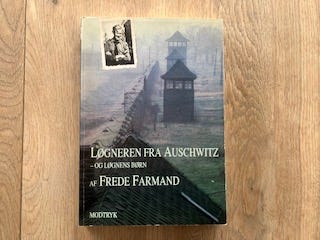 LØGNEREN FRA AUSCHWITZ
– OG LØGNENS BØRN
AF FREDE FARMAND
MODTRYK